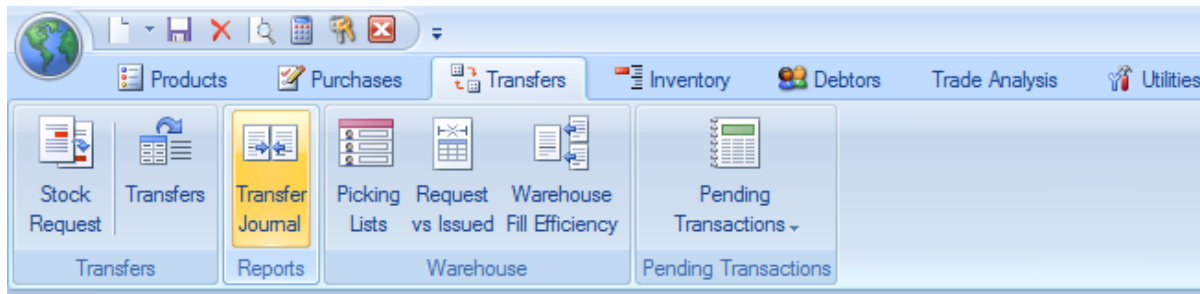 Products Purchases Transfers Inventory Debtors Trade Analysis Utilities
Stock Transfers Transfer Picking Request Warehouse Pending
Request Journal Lists vs Issued Fill Efficiency Transactions
Transfers Reports Warehouse Pending Transactions